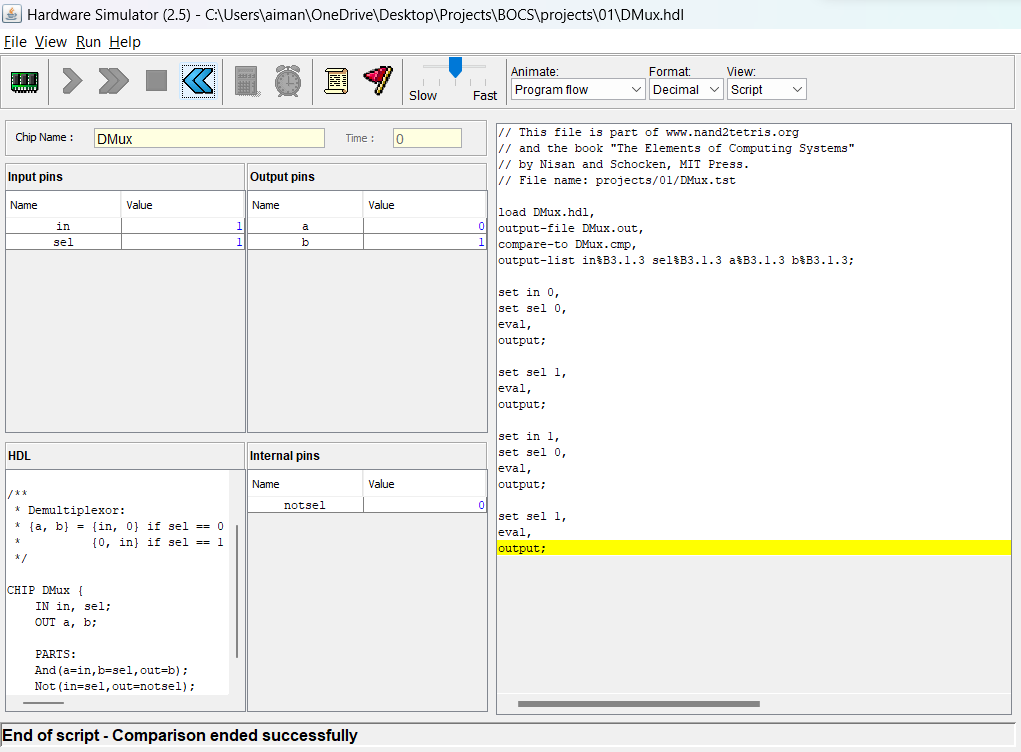 Hardware Simulator (2.5) - C:\Users\aiman\OneDrive\Desktop\Projects\BOCS\projects\01\DMux.hdl
File View Run Help
Slow Fast
Animate: Format: View:
Program flow Decimal Script
Chip Name : DMux Time : 0
Input pins
Name Value
in 1
sel 1
Output pins
Name Value
a 0
b 1
HDL
/**
* Demultiplexor:
* {a, b} = {in, 0} if sel == 0
* {0, in} if sel == 1
*/
CHIP DMux {
IN in, sel;
OUT a, b;
PARTS:
And(a=in,b=sel,out=b);
Not(in=sel,out=notsel);
Internal pins
Name Value
notsel 0
// This file is part of www.nand2tetris.org
// and the book "The Elements of Computing Systems"
// by Nisan and Schocken, MIT Press.
// File name: projects/01/DMux.tst
load DMux.hdl,
output-file DMux.out,
compare-to DMux.cmp,
output-list in%B3.1.3 sel%B3.1.3 a%B3.1.3 b%B3.1.3;
set in 0,
set sel 0,
eval,
output;
set sel 1,
eval,
output;
set in 1,
set sel 0,
eval,
output;
set sel 1,
eval,
output;
End of script - Comparison ended successfully